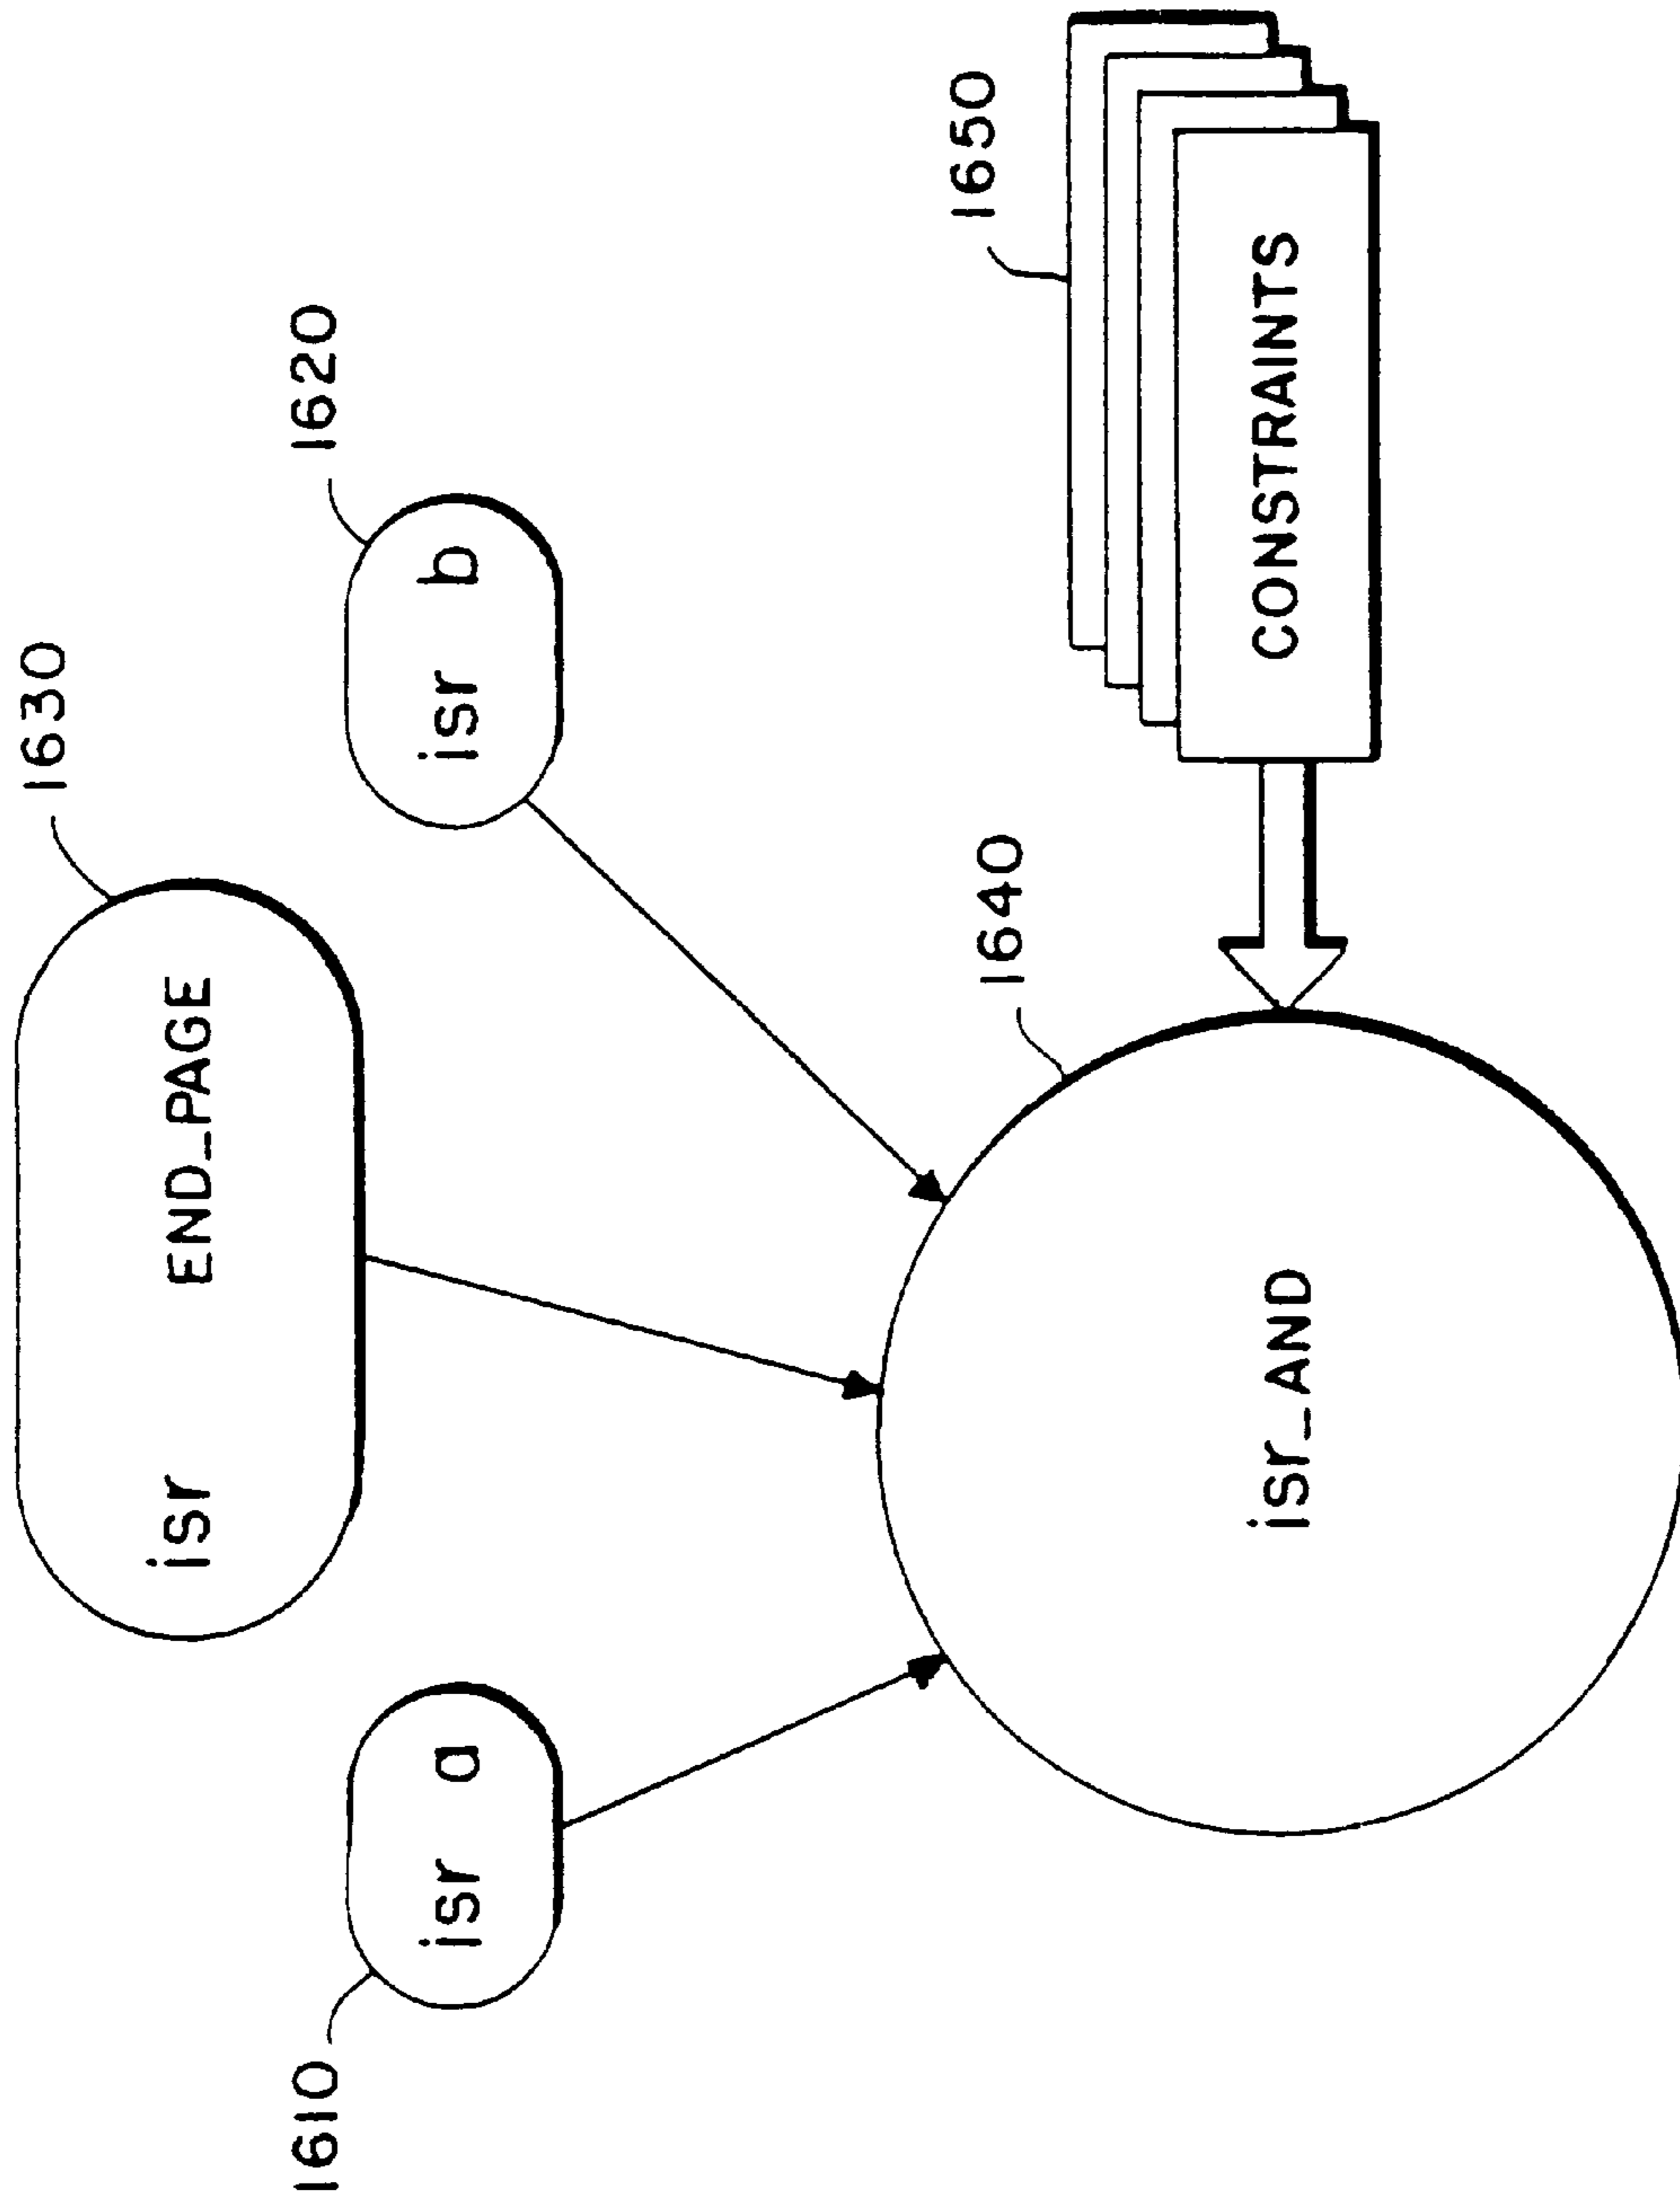 1630
isr END_PAGE
1610
isr a
1620
isr b
1640
isr_AND
1650
CONSTRAINTS